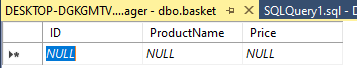 DESKTOP-DGKGMTV....ager - dbo.basket SQLQuery1.sql - D
ID ProductName Price
NULL NULL NULL